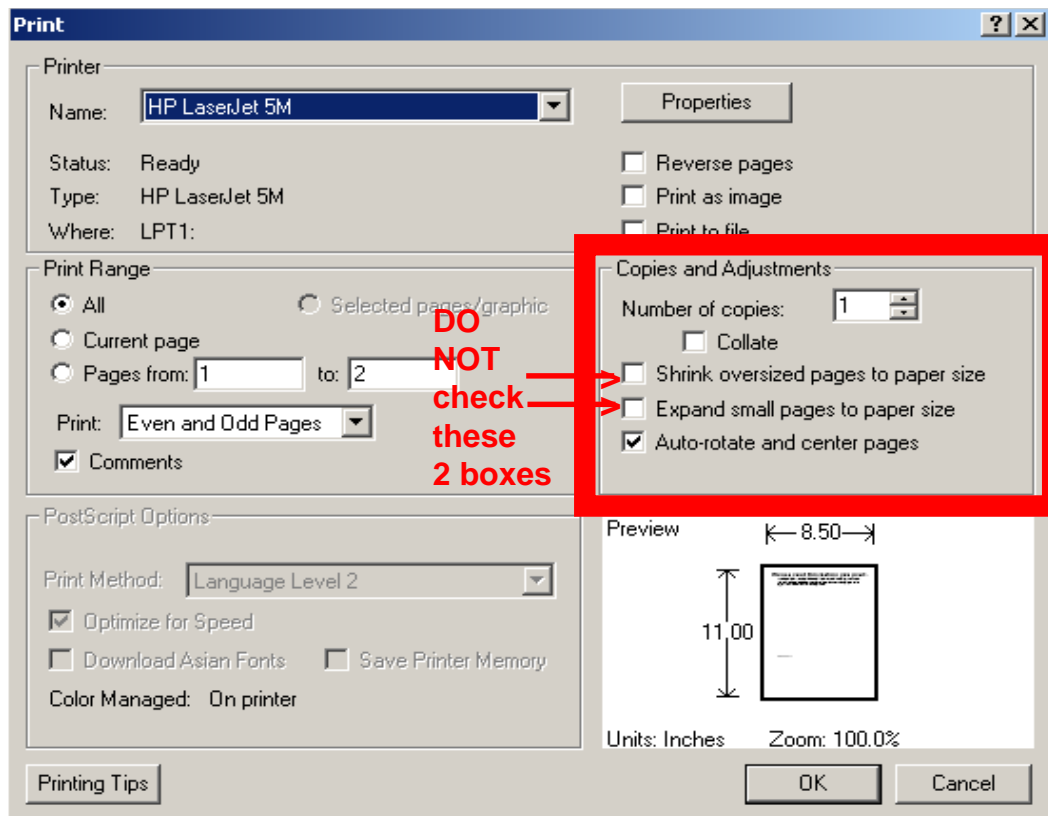 Print
Printer
Name: HP LaserJet 5M
Properties
Status: Ready
Reverse pages
Type: HP LaserJet 5M
Print as image
Where: LPT1:
Print to file
Print Range
All
Selected pages/graphic
Current page
Pages from: 1 to: 2
Print: Even and Odd Pages
Comments
DO
NOT
check
these
2 boxes
Copies and Adjustments
Number of copies: 1
Collate
Shrink oversized pages to paper size
Expand small pages to paper size
Auto-rotate and center pages
PostScript Options
Print Method: Language Level 2
Optimize for Speed
Download Asian Fonts Save Printer Memory
Color Managed: On printer
Preview
8.50
11.00
Units: Inches Zoom: 100.0%
Printing Tips
OK
Cancel